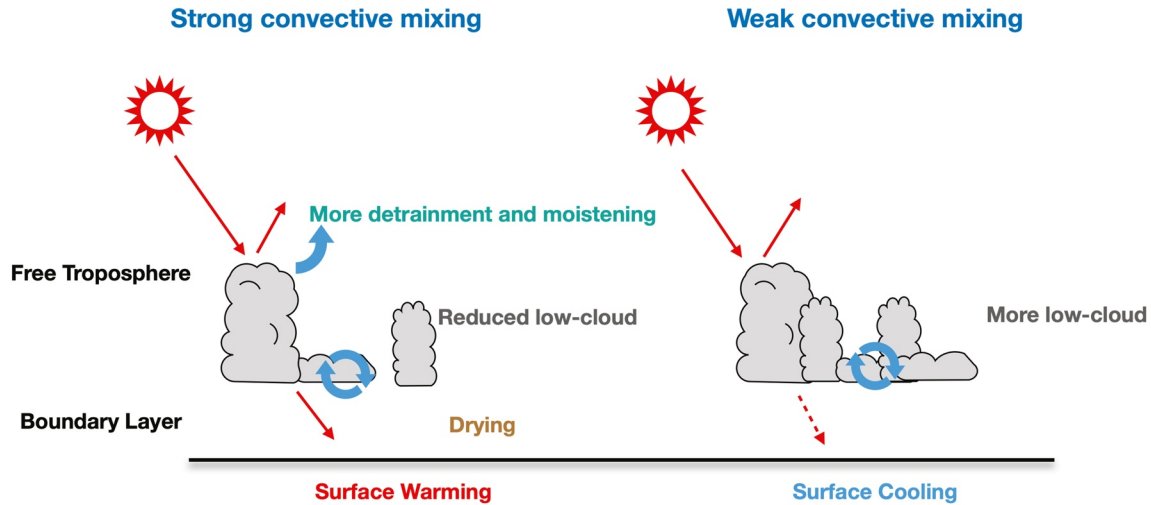 Strong convective mixing
Weak convective mixing
More detrainment and moistening
Free Troposphere
Reduced low-cloud
More low-cloud
Boundary Layer
Drying
Surface Warming
Surface Cooling